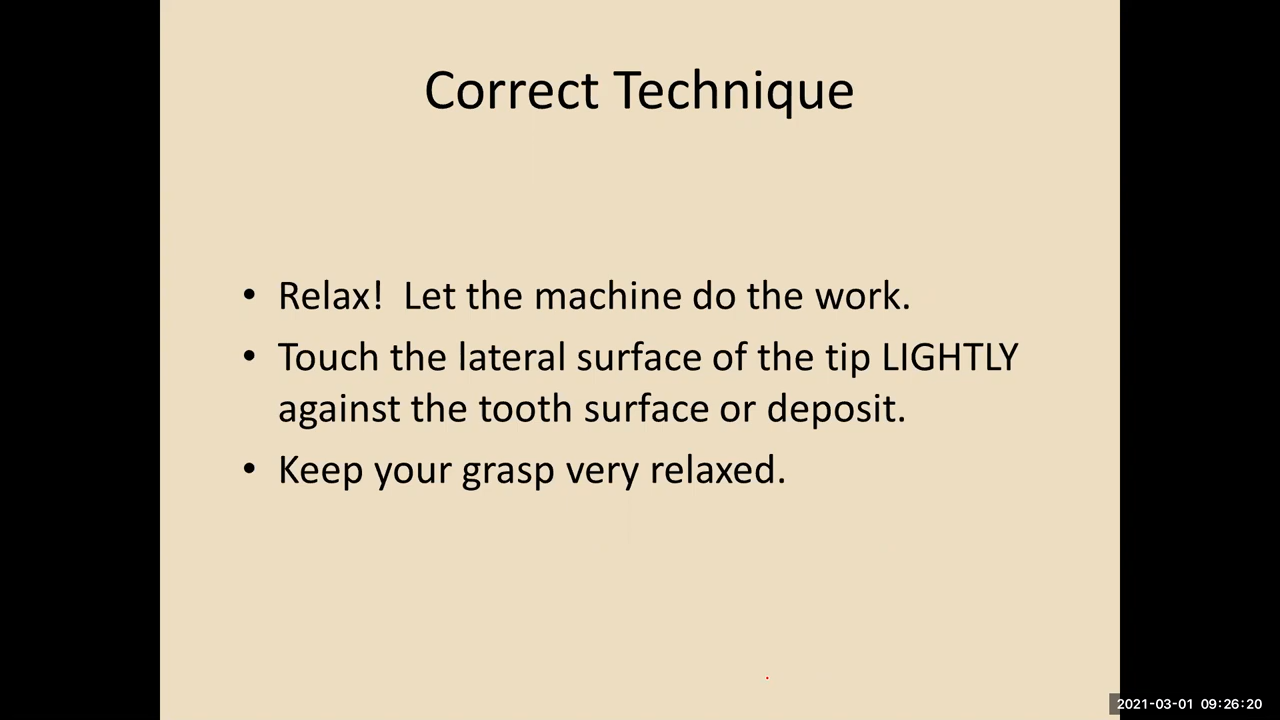 Correct Technique
• Relax!  Let the machine do the work.
• Touch the lateral surface of the tip LIGHTLY
against the tooth surface or deposit.
• Keep your grasp very relaxed.
2021-03-01 09:26:20